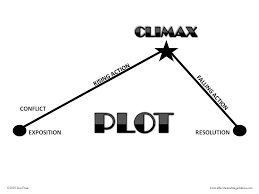 CLIMAX
RISING ACTION
FALLING ACTION
CONFLICT
EXPOSITION
PLOT
RESOLUTION